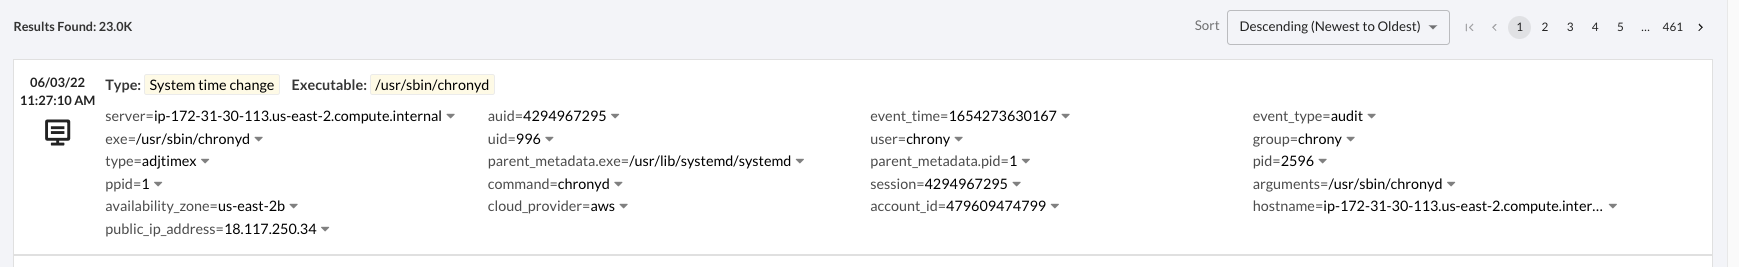 Results Found: 23.0K
Sort Descending (Newest to Oldest) 1 2 3 4 5 ... 461
06/03/22
11:27:10 AM
Type: System time change Executable: /usr/sbin/chronyd
server=ip-172-31-30-113.us-east-2.compute.internal auid=4294967295 event_time=1654273630167 event_type=audit
exe=/usr/sbin/chronyd uid=996 user=chrony group=chrony
type=adjtimex parent_metadata.exe=/usr/lib/systemd/systemd parent_metadata.pid=1 pid=2596
ppid=1 command=chronyd session=4294967295 arguments=/usr/sbin/chronyd
availability_zone=us-east-2b cloud_provider=aws account_id=479609474799 hostname=ip-172-31-30-113.us-east-2.compute.inter...
public_ip_address=18.117.250.34